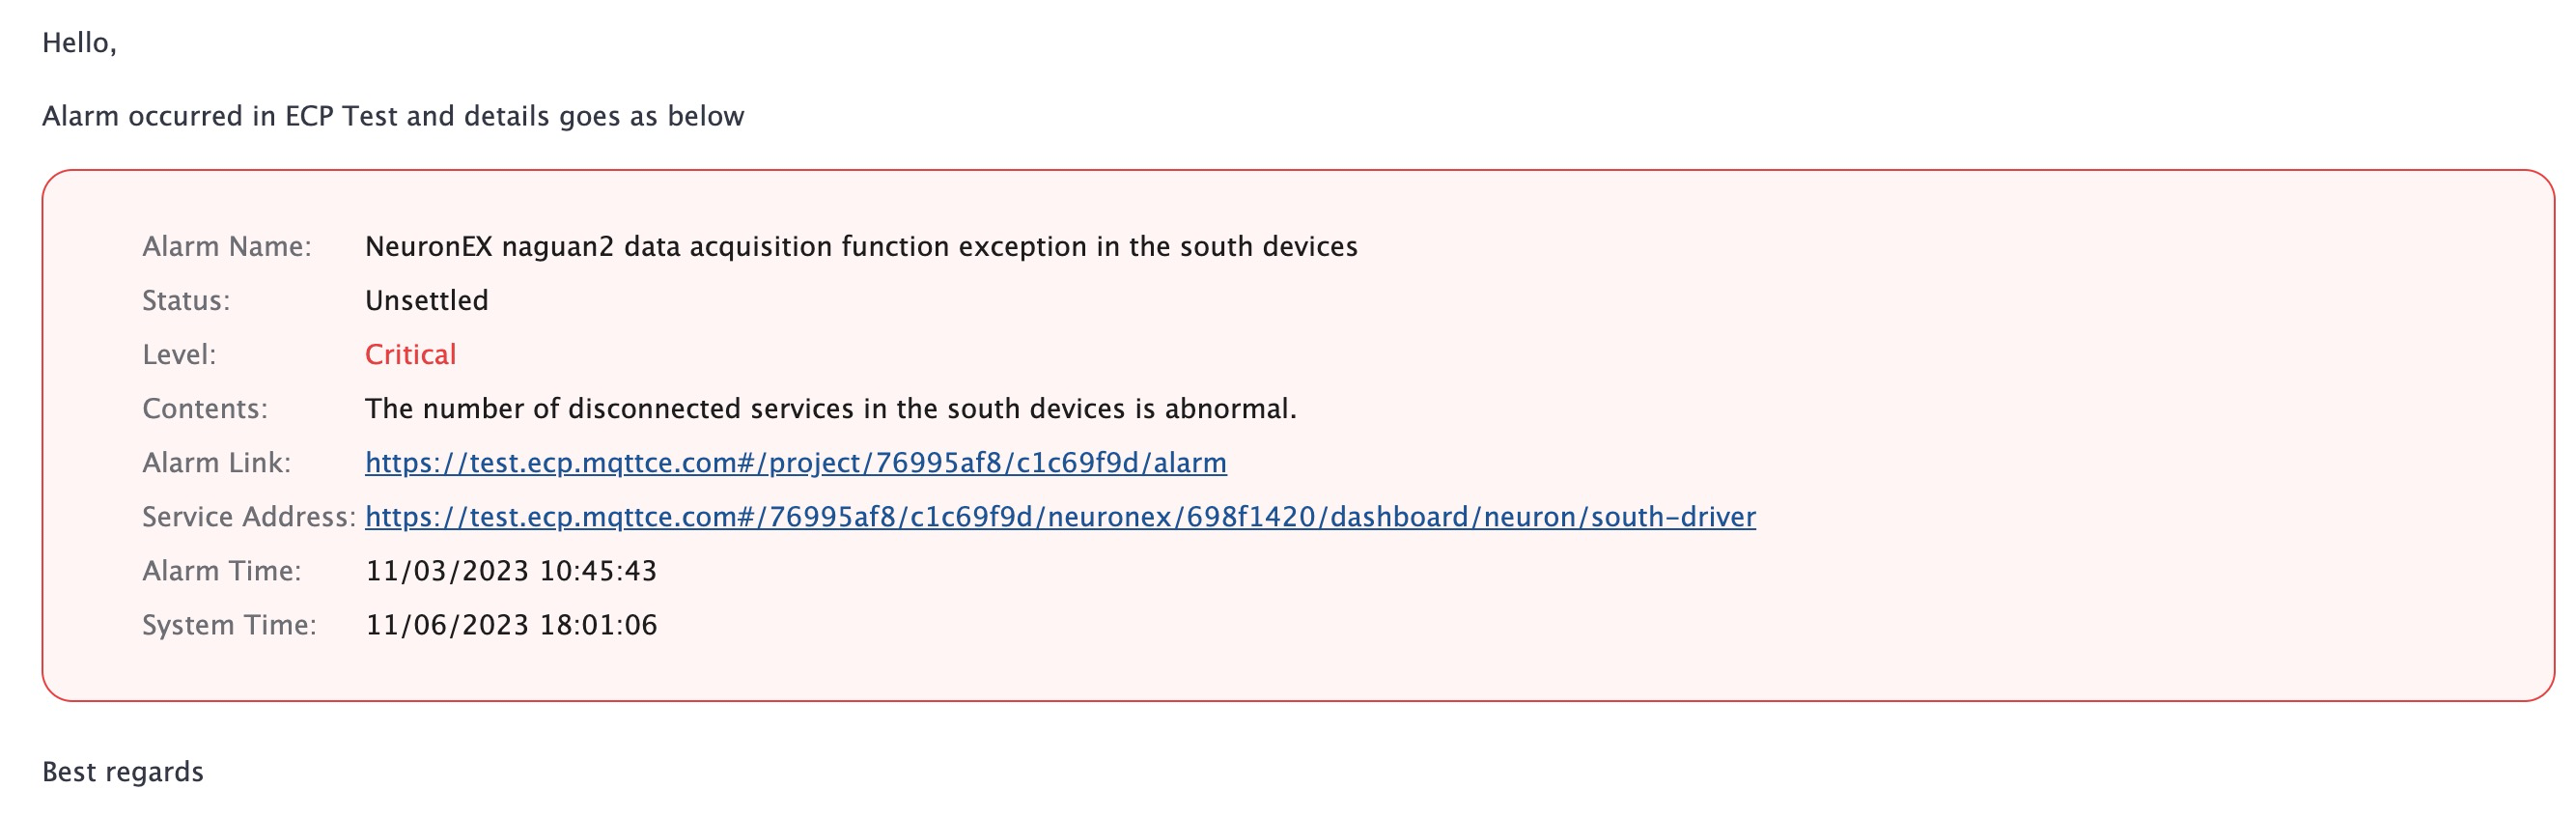 Hello,
Alarm occurred in ECP Test and details goes as below
Alarm Name: NeuronEX naguan2 data acquisition function exception in the south devices
Status: Unsettled
Level: Critical
Contents: The number of disconnected services in the south devices is abnormal.
Alarm Link: https://test.ecp.mqttce.com#/project/76995af8/c1c69f9d/alarm
Service Address: https://test.ecp.mqttce.com#/76995af8/c1c69f9d/neuronex/698f1420/dashboard/neuron/south-driver
Alarm Time: 11/03/2023 10:45:43
System Time: 11/06/2023 18:01:06
Best regards